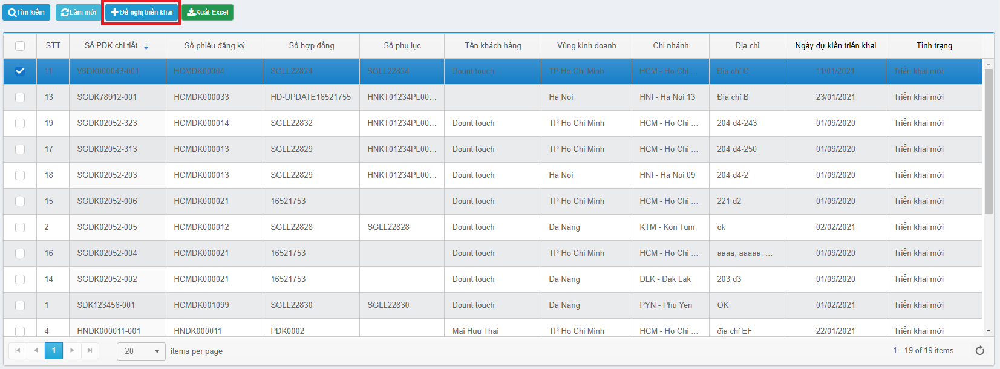 Tìm kiếm Làm mới Đề nghị triển khai Xuất Excel
STT Số PĐK chi tiết Số phiếu đăng ký Số hợp đồng Số phụ lục Tên khách hàng Vùng kinh doanh Chi nhánh Địa chỉ Ngày dự kiến triển khai Tình trạng
11 V6DK000043-001 HCMDK00004 SGLL22824 SGLL22824 Dount touch TP Ho Chi Minh HCM - Ho Chi ... Địa chỉ C 11/01/2021 Triển khai mới
13 SGDK78912-001 HCMDK000033 HD-UPDATE16521755 HNKT01234PL00... Ha Noi HNI - Ha Noi 13 Địa chỉ B 23/01/2021 Triển khai mới
19 SGDK02052-323 HCMDK000014 SGLL22832 HNKT01234PL00... Dount touch TP Ho Chi Minh HCM - Ho Chi ... 204 d4-243 01/09/2020 Triển khai mới
17 SGDK02052-313 HCMDK000013 SGLL22829 HNKT01234PL00... Dount touch TP Ho Chi Minh HCM - Ho Chi ... 204 d4-250 01/09/2020 Triển khai mới
18 SGDK02052-203 HCMDK000013 SGLL22829 HNKT01234PL00... Dount touch Ha Noi HNI - Ha Noi 09 204 d4-2 01/09/2020 Triển khai mới
15 SGDK02052-006 HCMDK000021 16521753 Dount touch TP Ho Chi Minh HCM - Ho Chi ... 221 d2 01/09/2020 Triển khai mới
2 SGDK02052-005 HCMDK000012 SGLL22828 SGLL22828 Dount touch Da Nang KTM - Kon Tum ok 02/02/2021 Triển khai mới
16 SGDK02052-004 HCMDK000021 16521753 Dount touch TP Ho Chi Minh HCM - Ho Chi ... aaaa, aaaaa, ... 01/09/2020 Triển khai mới
14 SGDK02052-002 HCMDK000021 16521753 Dount touch Da Nang DLK - Dak Lak 203 d3 01/09/2020 Triển khai mới
1 SDK123456-001 HCMDK001099 SGLL22830 SGLL22830 Dount touch Da Nang PYN - Phu Yen OK 01/02/2021 Triển khai mới
4 HNDK000011-001 HNDK000011 PDK0002 Mai Huu Thai TP Ho Chi Minh HCM - Ho Chi ... địa chỉ EF 22/01/2021 Triển khai mới
1 20 items per page 1 - 19 of 19 items